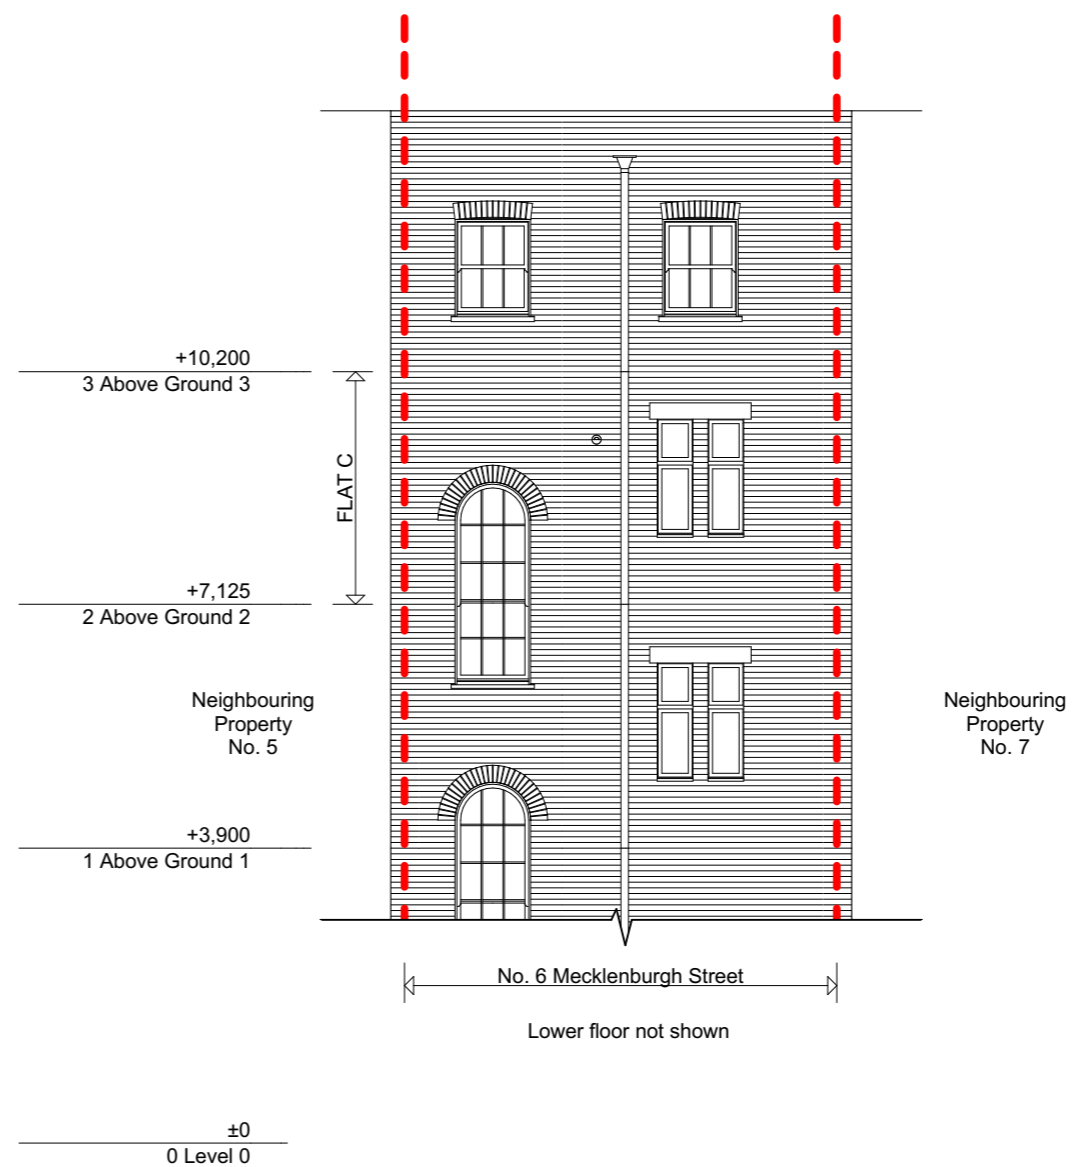 +10,200
3 Above Ground 3
FLAT C
+7,125
2 Above Ground 2
Neighbouring
Property
No. 5
Neighbouring
Property
No. 7
+3,900
1 Above Ground 1
No. 6 Mecklenburgh Street
Lower floor not shown
±0
0 Level 0